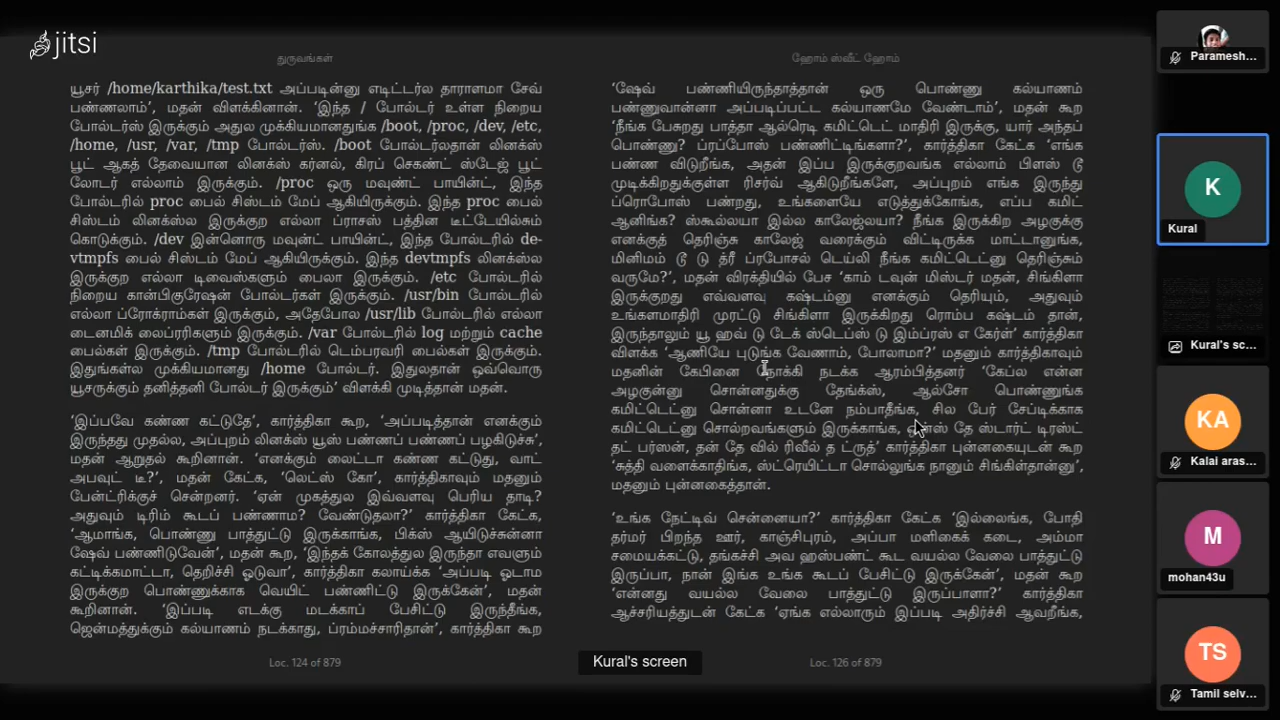 jitsi
துருவங்கள்
யூசர் /home/karthika/test.txt அப்படின்னு எடிட்டர்ல தாராளமா சேவ்
பண்ணலாம்', மதன் விளக்கினான். 'இந்த / போல்டர் உள்ள நிறைய
போல்டர்ஸ் இருக்கும் அதுல முக்கியமானதுங்க /boot, /proc, /dev, /etc,
/home, /usr, /var, /tmp போல்டர்ஸ். /boot போல்டர்லதான் லினக்ஸ்
பூட் ஆகத் தேவையான லினக்ஸ் கர்னல், கிரப் செகண்ட் ஸ்டேஜ் பூட்
லோடர் எல்லாம் இருக்கும். /proc ஒரு மவுண்ட் பாயின்ட், இந்த
போல்டரில் proc பைல் சிஸ்டம் மேப் ஆகியிருக்கும். இந்த proc பைல்
சிஸ்டம் லினக்ஸ்ல இருக்குற எல்லா ப்ராசஸ் பத்தின டீட்டேயில்சும்
கொடுக்கும். /dev இன்னொரு மவுண்ட் பாயின்ட், இந்த போல்டரில் de-
vtmpfs பைல் சிஸ்டம் மேப் ஆகியிருக்கும். இந்த devtmpfs லினக்ஸ்ல
இருக்குற எல்லா டிவைஸ்களும் பைலா இருக்கும். /etc போல்டரில்
நிறைய கான்பிகுரேஷன் போல்டர்கள் இருக்கும். /usr/bin போல்டரில்
எல்லா ப்ரோக்ராம்கள் இருக்கும், அதேபோல /usr/lib போல்டரில் எல்லா
டைனமிக் லைப்ரரிகளும் இருக்கும். /var போல்டரில் log மற்றும் cache
பைல்கள் இருக்கும். /tmp போல்டரில் டெம்பரவரி பைல்கள் இருக்கும்.
இதுங்கள்ல முக்கியமானது /home போல்டர். இதுலதான் ஒவ்வொரு
யூசருக்கும் தனித்தனி போல்டர் இருக்கும்' விளக்கி முடித்தான் மதன்.
'இப்பவே கண்ண கட்டுதே', கார்த்திகா கூற, 'அப்படித்தான் எனக்கும்
இருந்தது முதல்ல, அப்புறம் லினக்ஸ் யூஸ் பண்ணப் பண்ணப் பழகிடுச்சு',
மதன் ஆறுதல் கூறினான். 'எனக்கும் லைட்டா கண்ண கட்டுது, வாட்
அபவுட் டீ?', மதன் கேட்க, 'லெட்ஸ் கோ', கார்த்திகாவும் மதனும்
பேன்ட்ரிக்குச் சென்றனர். 'ஏன் முகத்துல இவ்வளவு பெரிய தாடி?
அதுவும் டிரிம் கூடப் பண்ணாம? வேண்டுதலா?' கார்த்திகா கேட்க,
'ஆமாங்க, பொண்ணு பாத்துட்டு இருக்காங்க, பிக்ஸ் ஆயிடுச்சுன்னா
ஷேவ் பண்ணிடுவேன்', மதன் கூற, 'இந்தக் கோலத்துல இருந்தா எவளும்
கட்டிக்கமாட்டா, தெறிச்சி ஓடுவா', கார்த்திகா கலாய்க்க 'அப்படி ஓடாம
இருக்குற பொண்ணுக்காக வெயிட் பண்ணிட்டு இருக்கேன்', மதன்
கூறினான். 'இப்படி எடக்கு மடக்காப் பேசிட்டு இருந்தீங்க,
ஜென்மத்துக்கும் கல்யாணம் நடக்காது, ப்ரம்மச்சாரிதான்', கார்த்திகா கூற
Loc. 124 of 879
ஹோம் ஸ்வீட் ஹோம்
'ஷேவ் பண்ணியிருந்தாத்தான் ஒரு பொண்ணு கல்யாணம்
பண்ணுவான்னா அப்படிப்பட்ட கல்யாணமே வேண்டாம்', மதன் கூற
'நீங்க பேசுறது பாத்தா ஆல்ரெடி கமிட்டெட் மாதிரி இருக்கு, யார் அந்தப்
பொண்ணு? ப்ரப்போஸ் பண்ணிட்டிங்களா?', கார்த்திகா கேட்க 'எங்க
பண்ண விடுறீங்க, அதன் இப்ப இருக்குறவங்க எல்லாம் பிளஸ் டூ
முடிக்கிறதுக்குள்ள ரிசர்வ் ஆகிடுறீங்களே, அப்புறம் எங்க இருந்து
ப்ரொபோஸ் பண்றது, உங்களையே எடுத்துக்கோங்க, எப்ப கமிட்
ஆனிங்க? ஸ்கூல்லயா இல்ல காலேஜ்லயா? நீங்க இருக்கிற அழகுக்கு
எனக்குத் தெரிஞ்சு காலேஜ் வரைக்கும் விட்டிருக்க மாட்டானுங்க,
மினிமம் டூ டு த்ரீ ப்ரபோசல் டெய்லி நீங்க கமிட்டெட்னு தெரிஞ்சும்
வருமே?', மதன் விரக்தியில் பேச 'காம் டவுன் மிஸ்டர் மதன், சிங்கிளா
இருக்குறது எவ்வளவு கஷ்டம்னு எனக்கும் தெரியும், அதுவும்
உங்களமாதிரி முரட்டு சிங்கிளா இருக்கிறது ரொம்ப கஷ்டம் தான்,
இருந்தாலும் யூ ஹவ் டு டேக் ஸ்டெப்ஸ் டு இம்ப்ரஸ் எ கேர்ள்' கார்த்திகா
விளக்க 'ஆணியே புடுங்க வேணாம், போலாமா?' மதனும் கார்த்திகாவும்
மதனின் கேபினை நோக்கி நடக்க ஆரம்பித்தனர் 'கேப்ல என்ன
அழகுன்னு சொன்னதுக்கு தேங்க்ஸ், ஆல்சோ பொண்ணுங்க
கமிட்டெட்னு சொன்னா உடனே நம்பாதீங்க, சில பேர் சேப்டிக்காக
கமிட்டெட்னு சொல்றவங்களும் இருக்காங்க, ஒன்ஸ் தே ஸ்டார்ட் டிரஸ்ட்
தட் பர்ஸன், தன் தே வில் ரிவீல் த ட்ருத்' கார்த்திகா புன்னகையுடன் கூற
'சுத்தி வளைக்காதிங்க, ஸ்ட்ரெயிட்டா சொல்லுங்க நானும் சிங்கிள்தான்னு',
மதனும் புன்னகைத்தான்.
'உங்க நேட்டிவ் சென்னையா?' கார்த்திகா கேட்க 'இல்லைங்க, போதி
தர்மர் பிறந்த ஊர், காஞ்சிபுரம், அப்பா மளிகைக் கடை, அம்மா
சமையக்கட்டு, தங்கச்சி அவ ஹஸ்பண்ட் கூட வயல்ல வேலை பாத்துட்டு
இருப்பா, நான் இங்க உங்க கூடப் பேசிட்டு இருக்கேன்', மதன் கூற
'என்னது வயல்ல வேலை பாத்துட்டு இருப்பாளா?' கார்த்திகா
ஆச்சரியத்துடன் கேட்க 'ஏங்க எல்லாரும் இப்படி அதிர்ச்சி ஆவறீங்க,
Loc. 126 of 879
Kural's screen
Paramesh...
K
Kural
Kural's sc...
KA
Kalai aras...
M
mohan43u
TS
Tamil selv...